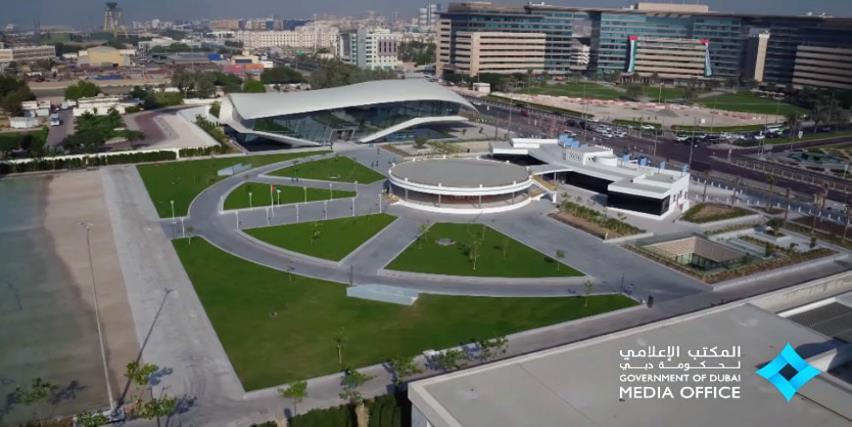 المكتب الإعلامي
لحكومة دبي
GOVERNMENT OF DUBAI
MEDIA OFFICE